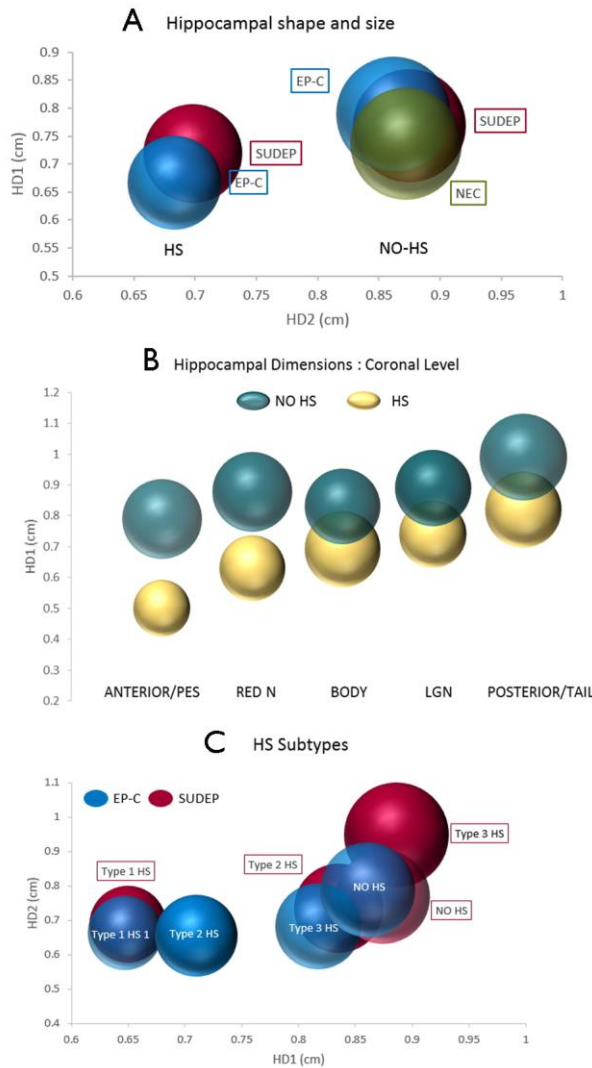 A Hippocampal shape and size
0.9
0.85
0.8
0.75
0.7
0.65
0.6
0.55
0.5
HD1 (cm)
EP-C
SUDEP
SUDEP
EP-C
NEC
HS
NO-HS
0.6 0.65 0.7 0.75 0.8 0.85 0.9 0.95 1
HD2 (cm)
B Hippocampal Dimensions : Coronal Level
NO HS HS
1.2
1.1
1
0.9
0.8
0.7
0.6
0.5
0.4
0.3
0.2
HD1 (cm)
ANTERIOR/PES RED N BODY LGN POSTERIOR/TAIL
C HS Subtypes
EP-C SUDEP
1.1
1
0.9
0.8
0.7
0.6
0.5
0.4
HD2 (cm)
Type 3 HS
Type 1 HS
Type 2 HS
NO HS
NO HS
Type 1 HS 1
Type 2 HS
Type 3 HS
0.6 0.65 0.7 0.75 0.8 0.85 0.9 0.95 1
HD1 (cm)